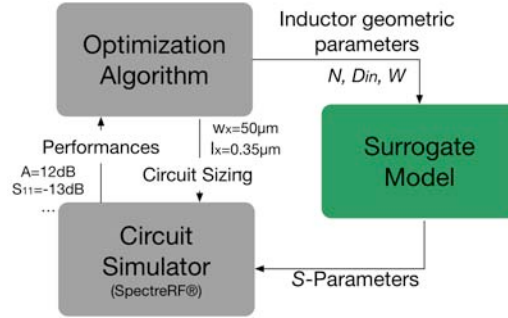 Optimization
Algorithm
Inductor geometric
parameters
N, Din, W
Performances
A=12dB
S11=-13dB
...
wx=50µm
lx=0.35µm
Circuit Sizing
Surrogate
Model
Circuit
Simulator
(SpectreRF®)
S-Parameters